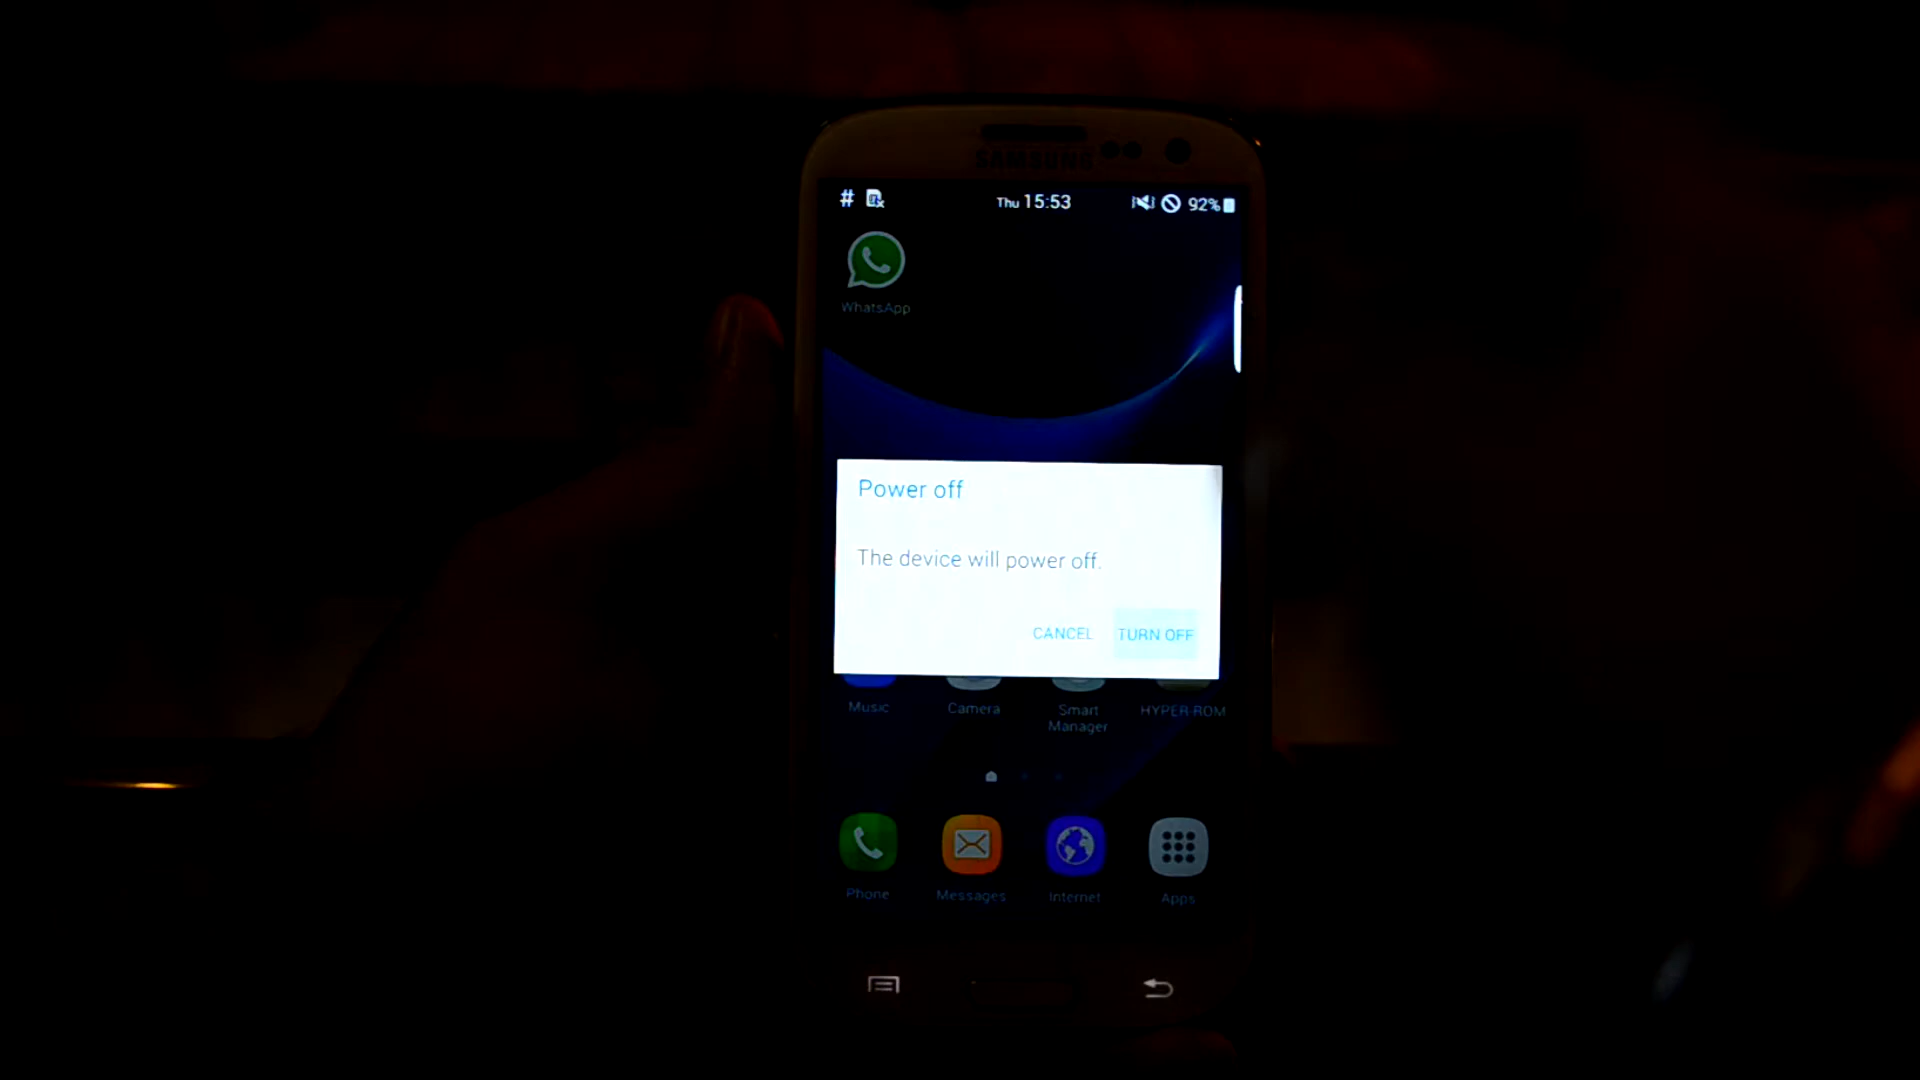 SAMSUNG
# Thu 15:53 92%
WhatsApp
Power off
The device will power off.
CANCEL TURN OFF
Music Camera Smart Manager HYPER-ROM
Phone Messages Internet Apps